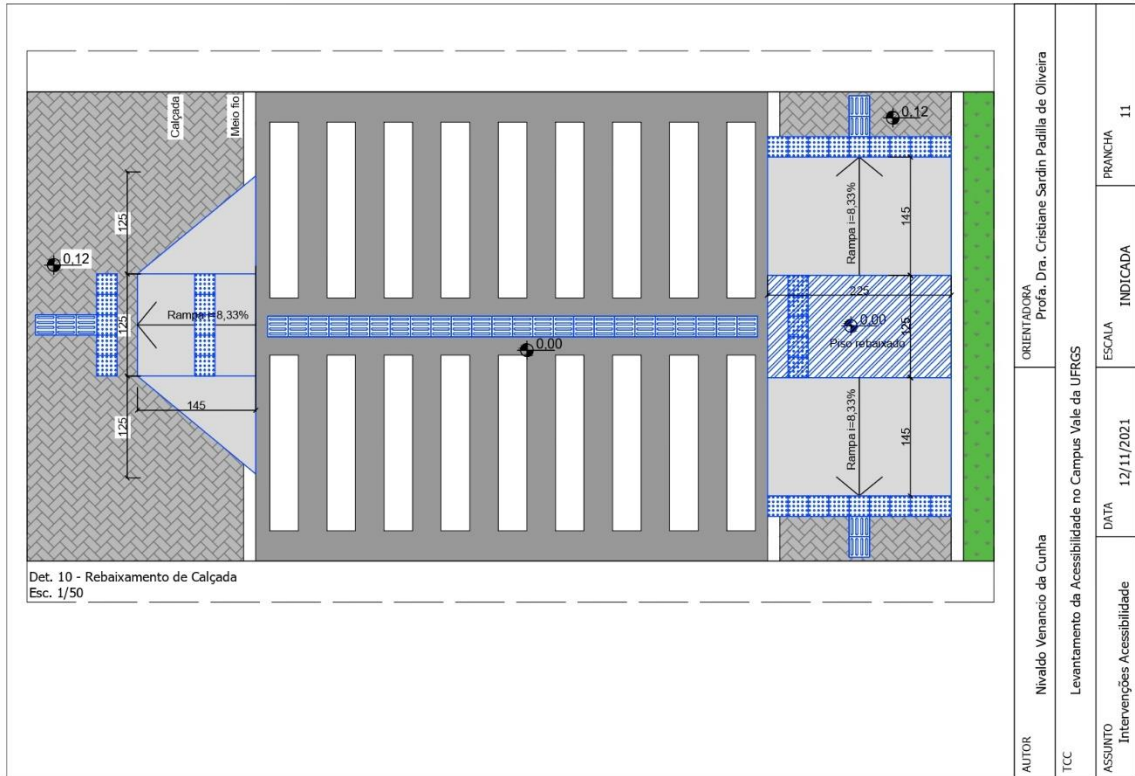 Calçada
Meio fio
0,12
125
125
125
Rampa i=8,33%
145
0,00
0,12
Rampa i=8,33%
145
225
0,00
125
Piso rebaixado
Rampa i=8,33%
145
Det. 10 - Rebaixamento de Calçada
Esc. 1/50
AUTOR
Nivaldo Venancio da Cunha
ORIENTADORA
Profa. Dra. Cristiane Sardin Padilla de Oliveira
TCC
Levantamento da Acessibilidade no Campus Vale da UFRGS
ASSUNTO
Intervenções Acessibilidade
DATA
12/11/2021
ESCALA
INDICADA
PRANCHA
11